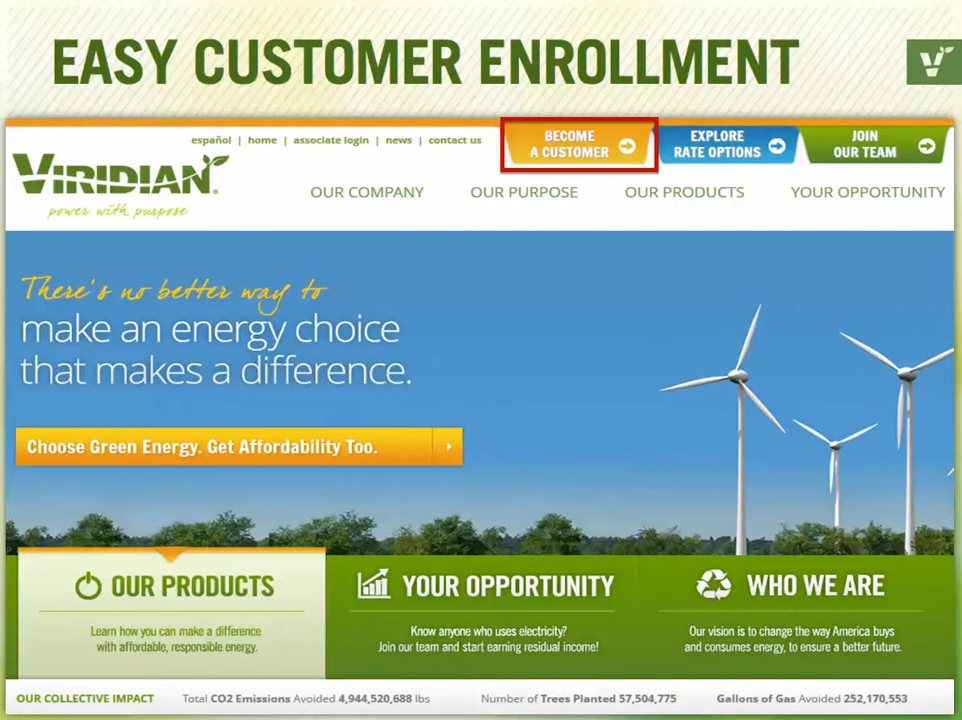 EASY CUSTOMER ENROLLMENT
español | home | associate login | news | contact us
BECOME
A CUSTOMER
EXPLORE
RATE OPTIONS
JOIN
OUR TEAM
VIRIDIAN®
power with purpose
OUR COMPANY OUR PURPOSE OUR PRODUCTS YOUR OPPORTUNITY
There's no better way to
make an energy choice
that makes a difference.
Choose Green Energy. Get Affordability Too.
OUR PRODUCTS
Learn how you can make a difference
with affordable, responsible energy.
YOUR OPPORTUNITY
Know anyone who uses electricity?
Join our team and start earning residual income!
WHO WE ARE
Our vision is to change the way America buys
and consumes energy, to ensure a better future.
OUR COLLECTIVE IMPACT Total CO2 Emissions Avoided 4,944,520,688 lbs Number of Trees Planted 57,504,775 Gallons of Gas Avoided 252,170,553